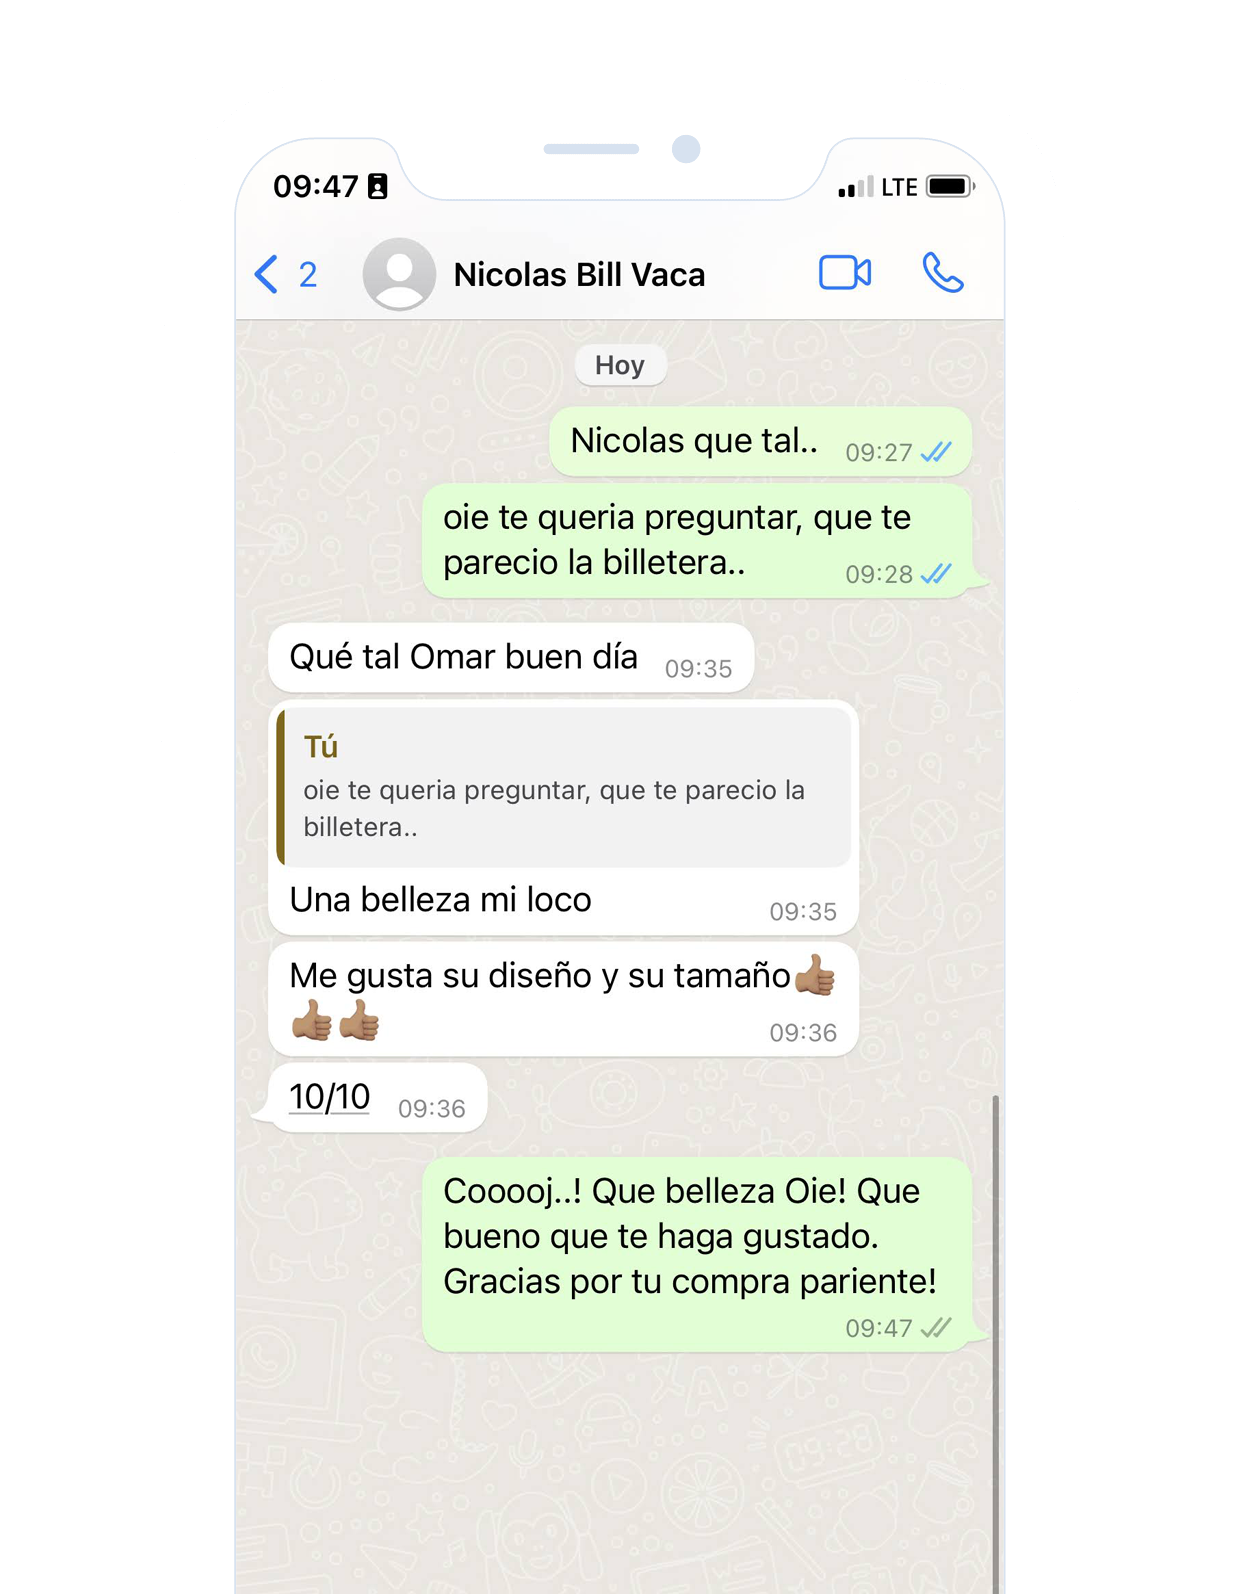 09:47
LTE
2
Nicolas Bill Vaca
Hoy
Nicolas que tal..
09:27
oie te queria preguntar, que te
parecio la billetera..
09:28
Qué tal Omar buen día
09:35
Tú
oie te queria preguntar, que te parecio la
billetera..
Una belleza mi loco
09:35
Me gusta su diseño y su tamaño👍🏽
👍🏽👍🏽
09:36
10/10
09:36
Cooooj..! Que belleza Oie! Que
bueno que te haga gustado.
Gracias por tu compra pariente!
09:47
09:28